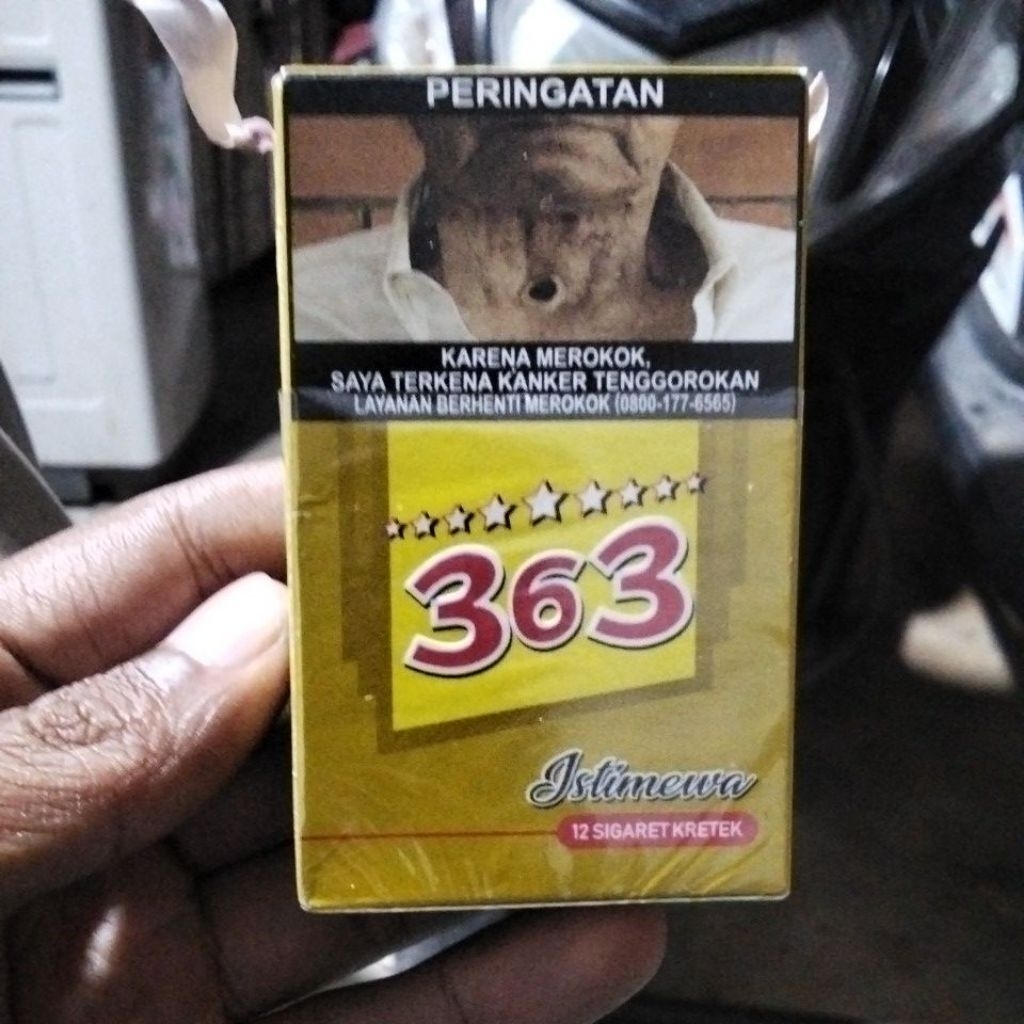 PERINGATAN
KARENA MEROKOK,
SAYA TERKENA KANKER TENGGOROKAN
LAYANAN BERHENTI MEROKOK (0800-177-6565)
363
Istimewa
12 SIGARET KRETEK